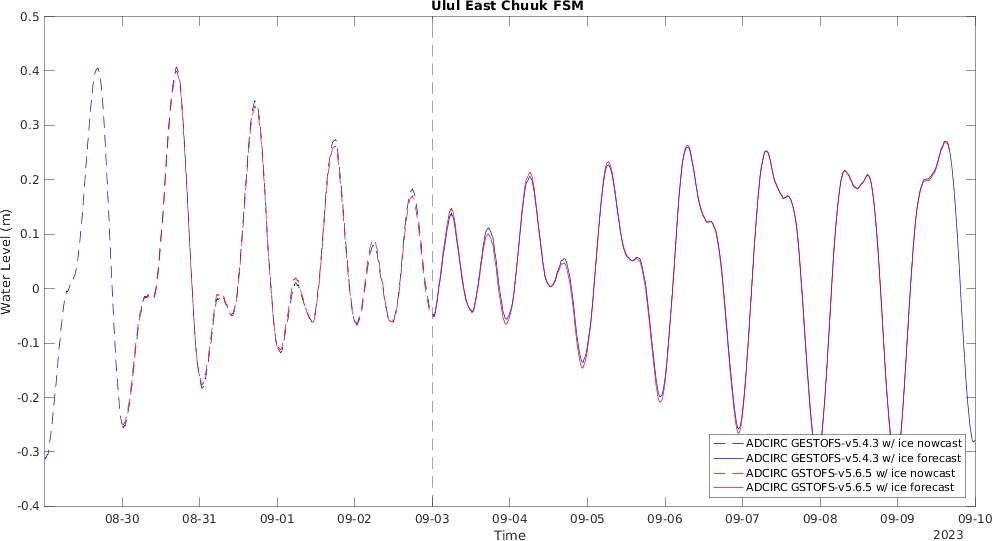 Ulul East Chuuk FSM
Water Level (m)
0.5
0.4
0.3
0.2
0.1
0
-0.1
-0.2
-0.3
-0.4
ADCIRC GESTOFS-v5.4.3 w/ ice nowcast
ADCIRC GESTOFS-v5.4.3 w/ ice forecast
ADCIRC GSTOFS-v5.6.5 w/ ice nowcast
ADCIRC GSTOFS-v5.6.5 w/ ice forecast
08-30 08-31 09-01 09-02 09-03 09-04 09-05 09-06 09-07 09-08 09-09 09-10
Time
2023